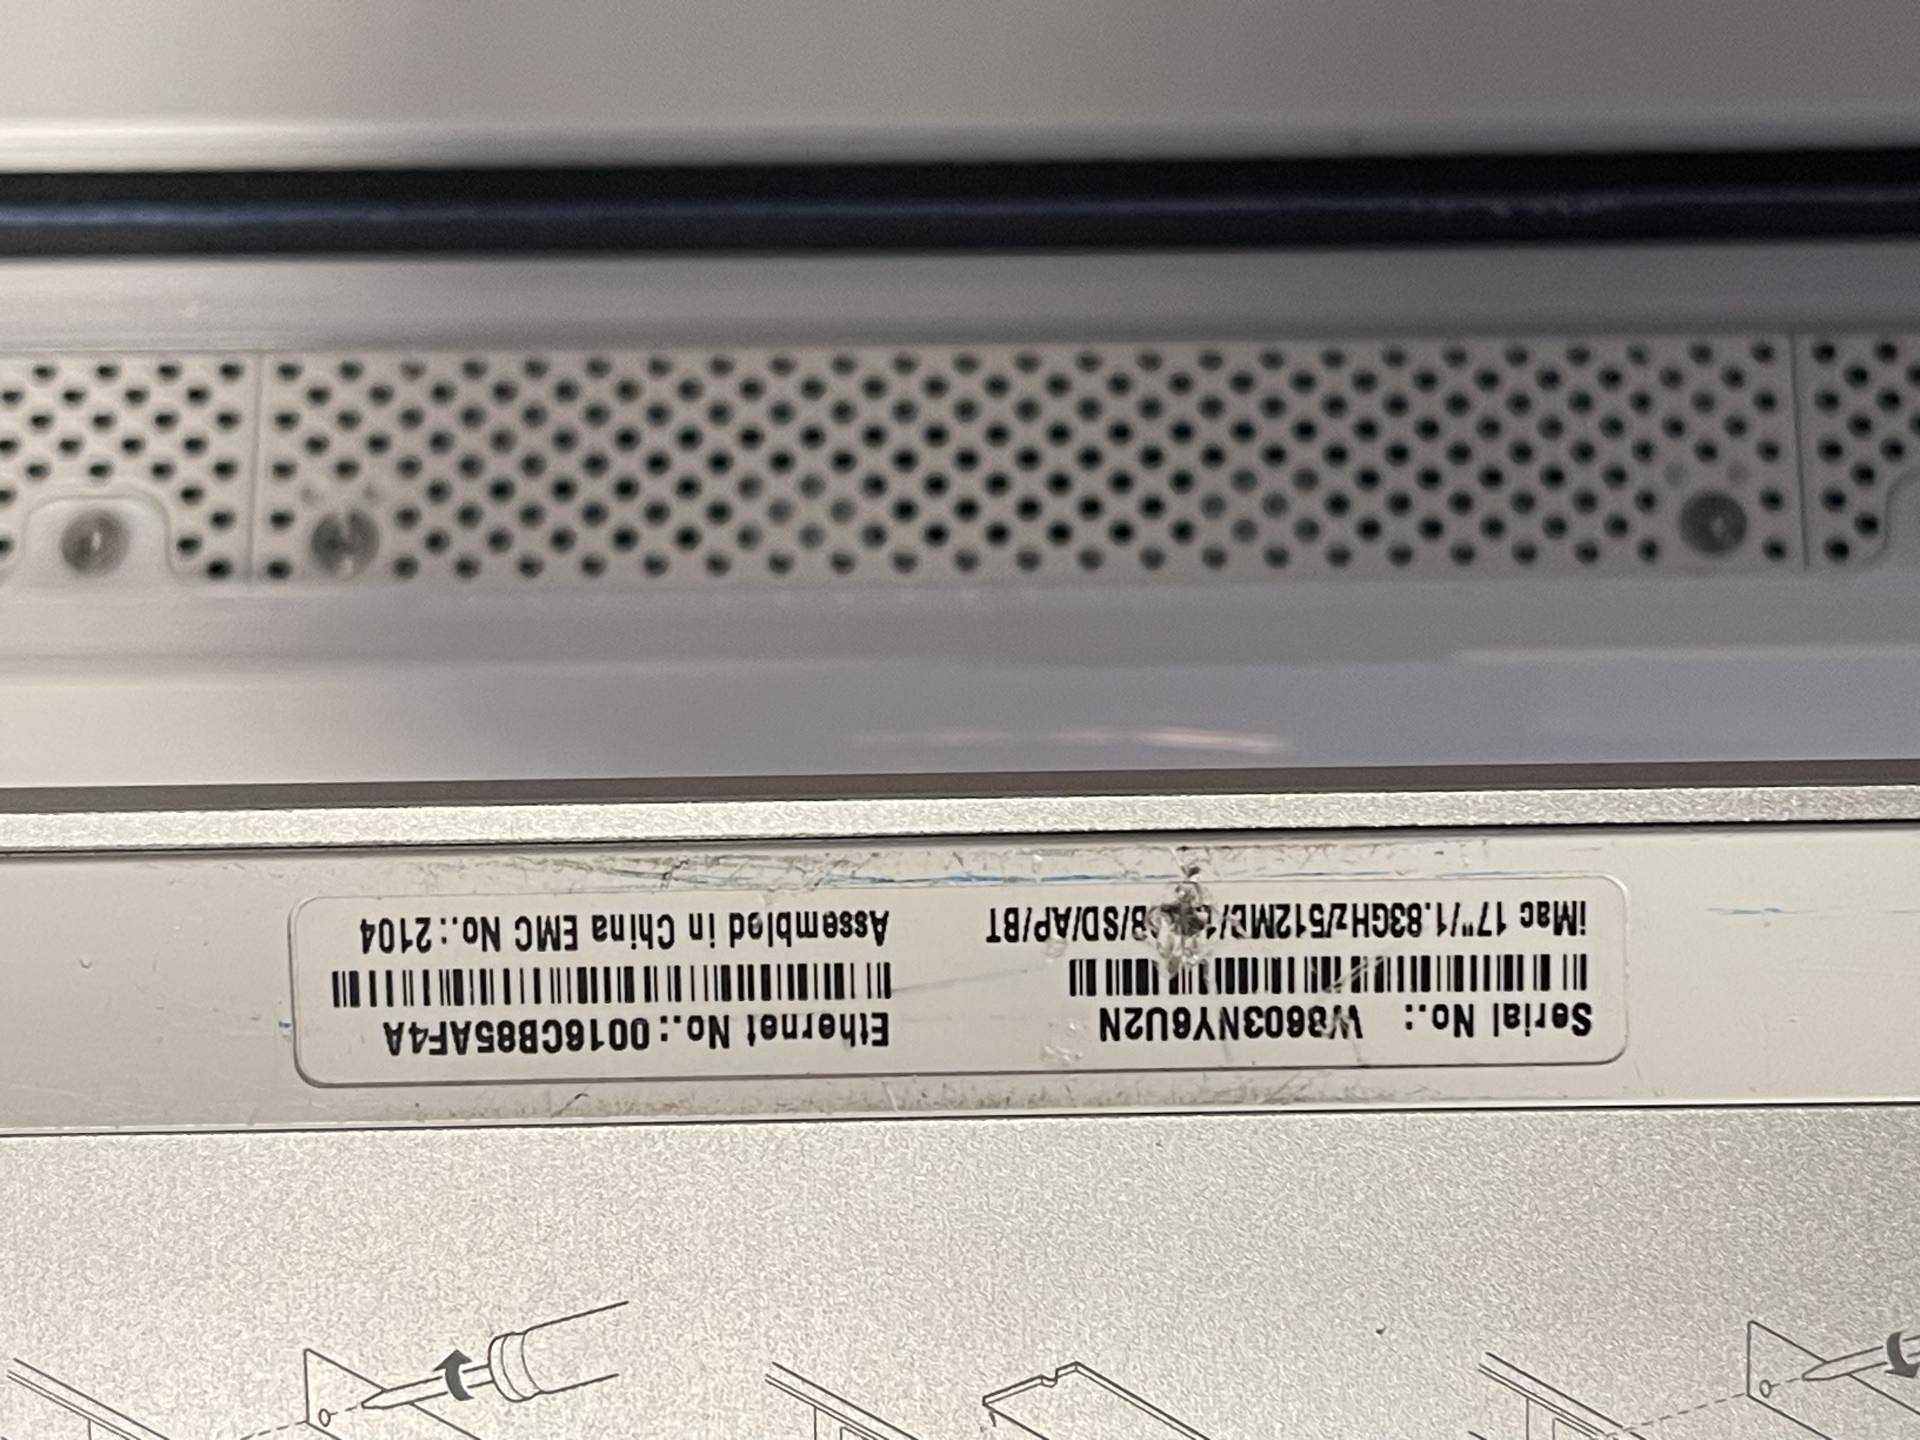 Serial No.: W8603NY6U2N
iMac 17"/1.83GHz/512MB/SD/AP/BT
Ethernet No.: 0016CB85AF4A
Assembled in China EMC No.: 2104